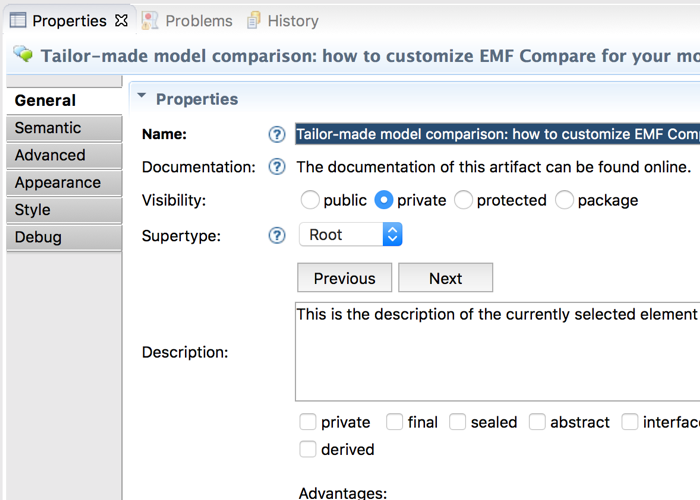 Properties Problems History
Tailor-made model comparison: how to customize EMF Compare for your mo
General
Semantic
Advanced
Appearance
Style
Debug
Properties
Name: Tailor-made model comparison: how to customize EMF Comp
Documentation: The documentation of this artifact can be found online.
Visibility: public private protected package
Supertype: Root
Previous Next
Description: This is the description of the currently selected element
private final sealed abstract interface
derived
Advantages: